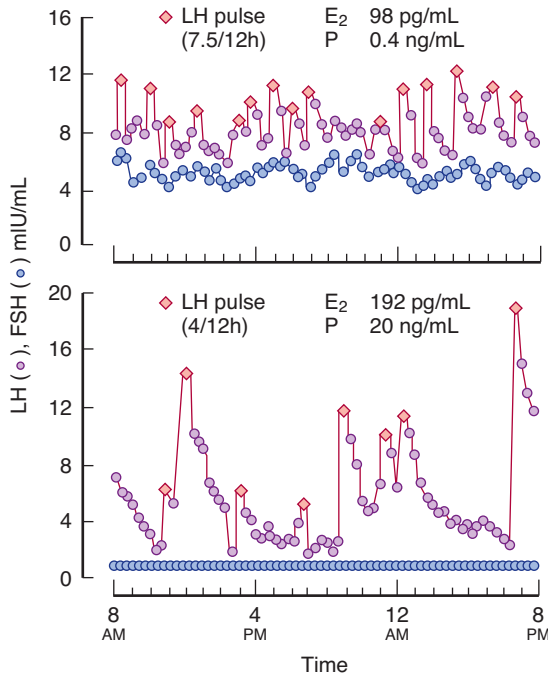 16
12
8
4
0
LH pulse
(7.5/12h)
E2 98 pg/mL
P 0.4 ng/mL
LH (∘), FSH (∘) mIU/mL
20
16
12
8
4
0
LH pulse
(4/12h)
E2 192 pg/mL
P 20 ng/mL
8 4 12 8
AM PM AM PM
Time